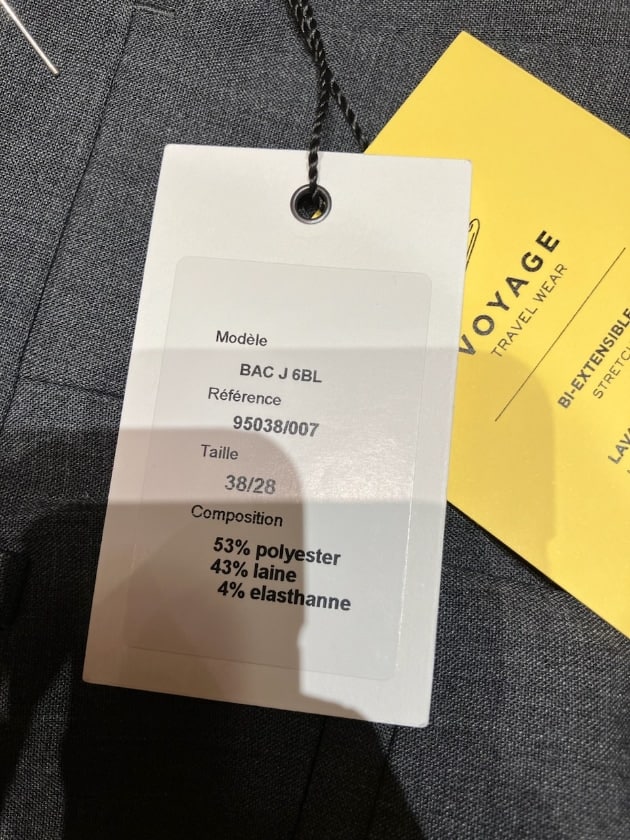 Modèle
BAC J 6BL
Référence
95038/007
Taille
38/28
Composition
53% polyester
43% laine
4% elasthanne
VOYAGE
TRAVEL WEAR
BI-EXTENSIBLE